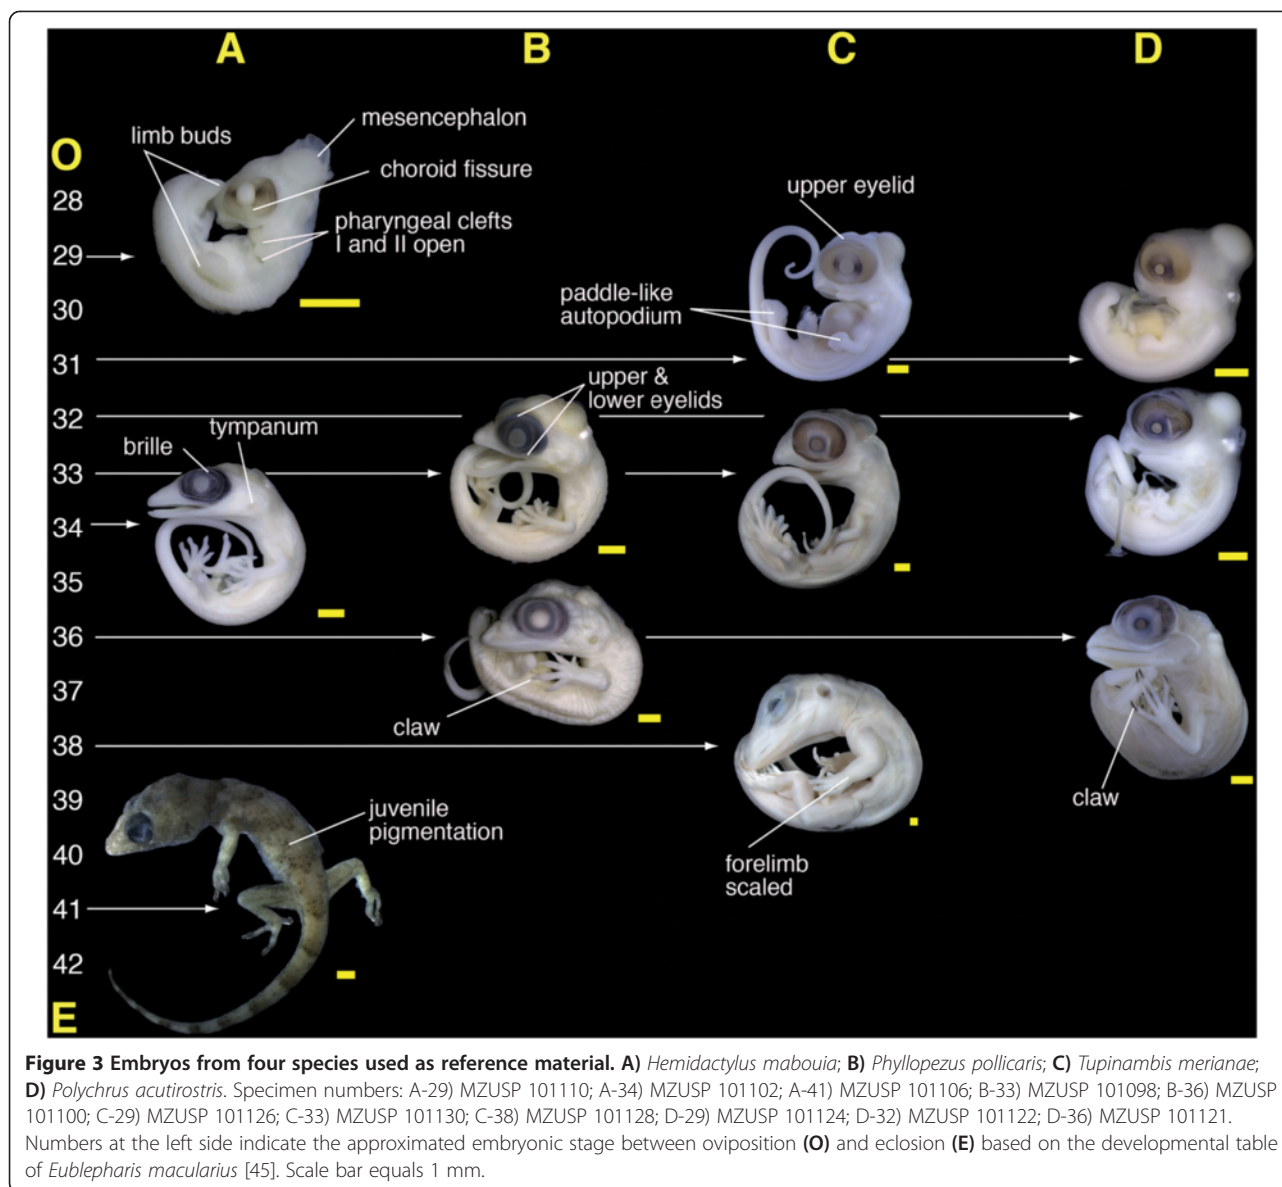 A
B
C
D
O
28
29
30
31
32
33
34
35
36
37
38
39
40
41
42
E
limb buds
mesencephalon
choroid fissure
pharyngeal clefts
I and II open
upper eyelid
paddle-like
autopodium
upper &
lower eyelids
brille
tympanum
claw
claw
forelimb
scaled
juvenile
pigmentation
Figure 3 Embryos from four species used as reference material. A) Hemidactylus mabouia; B) Phyllopezus pollicaris; C) Tupinambis merianae;
D) Polychrus acutirostris. Specimen numbers: A-29) MZUSP 101110; A-34) MZUSP 101102; A-41) MZUSP 101106; B-33) MZUSP 101098; B-36) MZUSP
101100; C-29) MZUSP 101126; C-33) MZUSP 101130; C-38) MZUSP 101128; D-29) MZUSP 101124; D-32) MZUSP 101122; D-36) MZUSP 101121.
Numbers at the left side indicate the approximated embryonic stage between oviposition (O) and eclosion (E) based on the developmental table
of Eublepharis macularius [45]. Scale bar equals 1 mm.